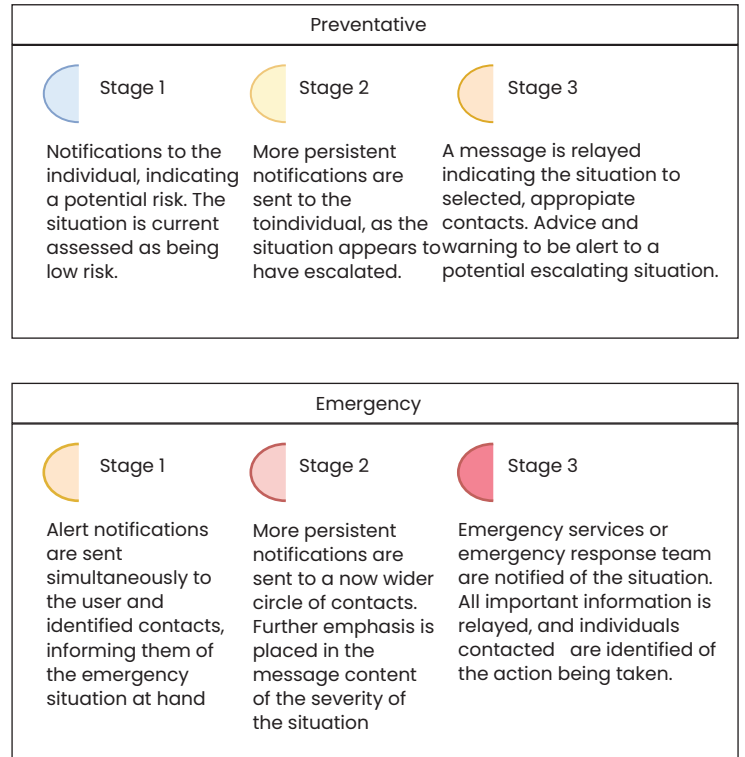 Preventative
Stage 1
Notifications to the
individual, indicating
a potential risk. The
situation is current
assessed as being
low risk.
Stage 2
More persistent
notifications are
sent to the
toindividual, as the
situation appears to
have escalated.
Stage 3
A message is relayed
indicating the situation to
selected, appropiate
contacts. Advice and
warning to be alert to a
potential escalating situation.
Emergency
Stage 1
Alert notifications
are sent
simultaneously to
the user and
identified contacts,
informing them of
the emergency
situation at hand
Stage 2
More persistent
notifications are
sent to a now wider
circle of contacts.
Further emphasis is
placed in the
message content
of the severity of
the situation
Stage 3
Emergency services or
emergency response team
are notified of the situation.
All important information is
relayed, and individuals
contacted are identified of
the action being taken.